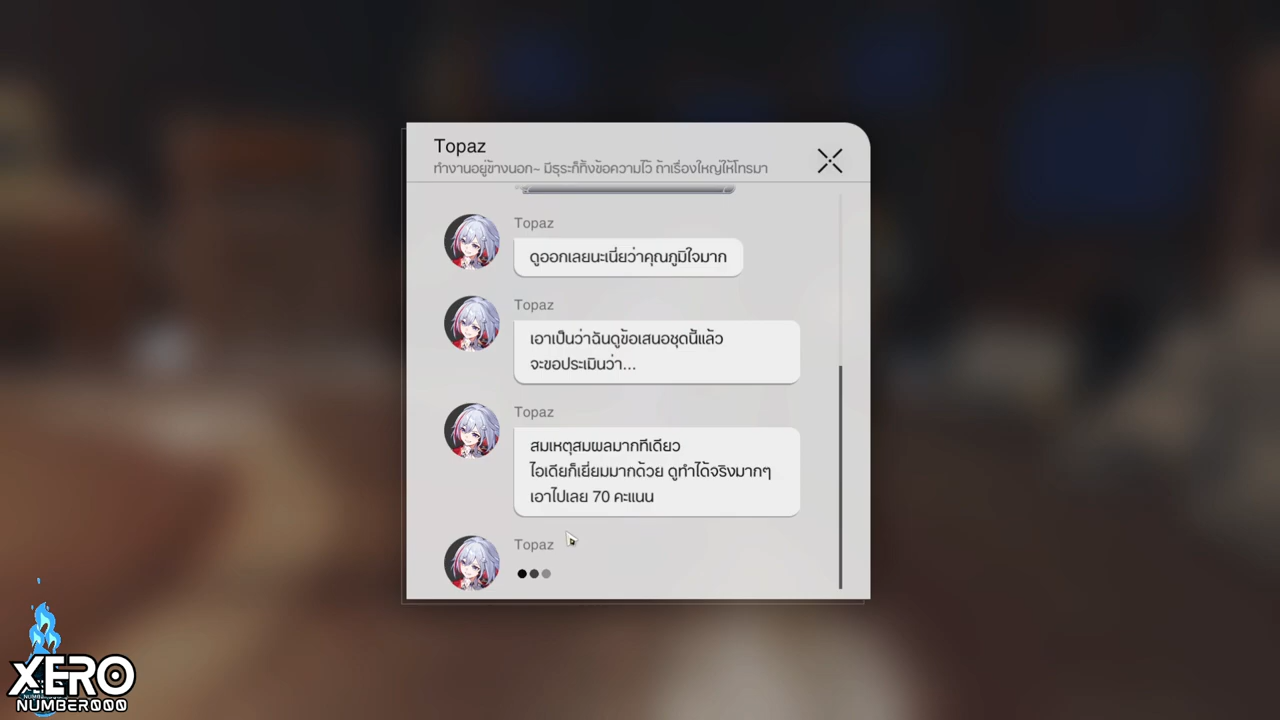 Topaz
ทำงานอยู่ข้างนอก~ มีธุระก็ทิ้งข้อความไว้ ถ้าเรื่องใหญ่ให้โทรมา
Topaz
ดูออกเลยนะเนี่ยว่าคุณภูมิใจมาก
Topaz
เอาเป็นว่าฉันดูข้อเสนอชุดนี้แล้ว
จะขอประเมินว่า...
Topaz
สมเหตุสมผลมากทีเดียว
ไอเดียก็เยี่ยมมากด้วย ดูทำได้จริงมากๆ
เอาไปเลย 70 คะแนน
Topaz
XERO
NUMBER000